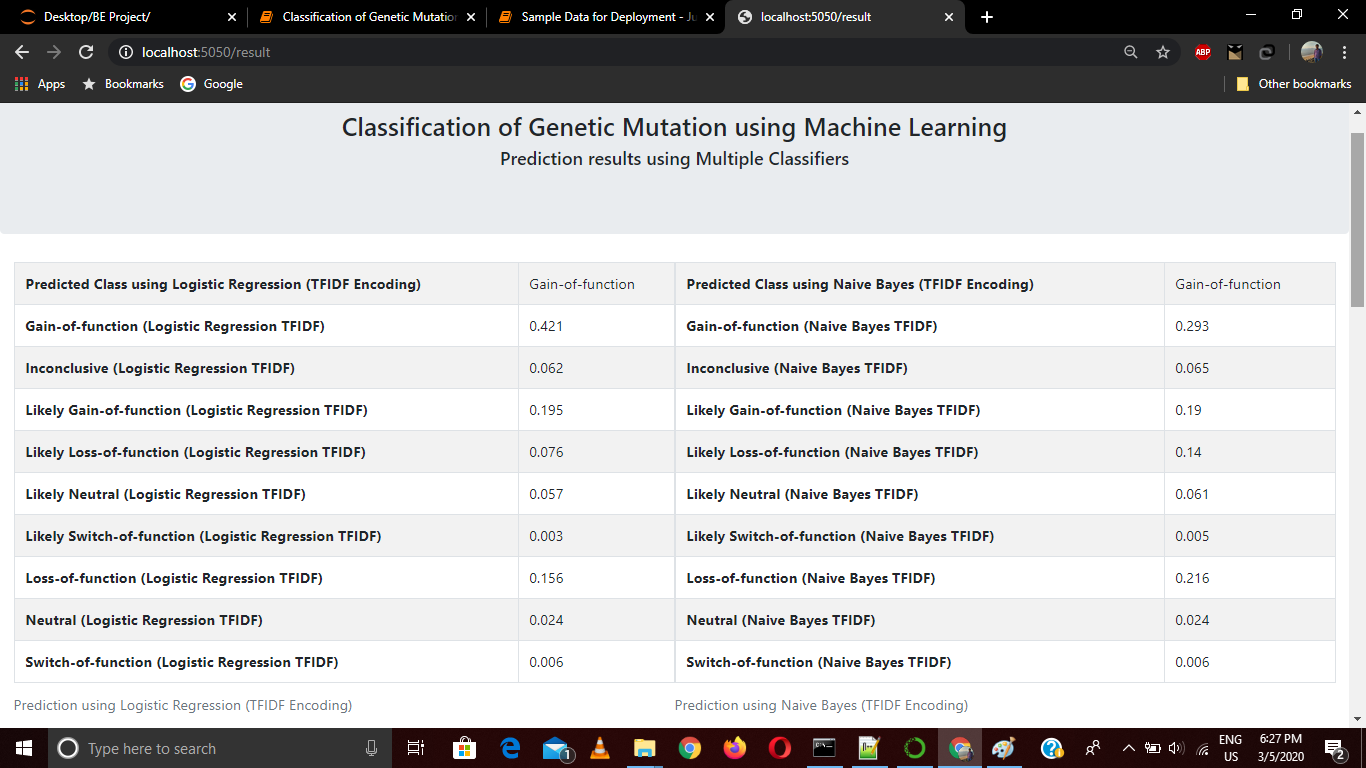 Desktop/BE Project/
Classification of Genetic Mutation
Sample Data for Deployment - Ju
localhost:5050/result
localhost:5050/result
ABP
Apps Bookmarks Google Other bookmarks
Classification of Genetic Mutation using Machine Learning
Prediction results using Multiple Classifiers
Predicted Class using Logistic Regression (TFIDF Encoding) Gain-of-function Predicted Class using Naive Bayes (TFIDF Encoding) Gain-of-function
Gain-of-function (Logistic Regression TFIDF) 0.421 Gain-of-function (Naive Bayes TFIDF) 0.293
Inconclusive (Logistic Regression TFIDF) 0.062 Inconclusive (Naive Bayes TFIDF) 0.065
Likely Gain-of-function (Logistic Regression TFIDF) 0.195 Likely Gain-of-function (Naive Bayes TFIDF) 0.19
Likely Loss-of-function (Logistic Regression TFIDF) 0.076 Likely Loss-of-function (Naive Bayes TFIDF) 0.14
Likely Neutral (Logistic Regression TFIDF) 0.057 Likely Neutral (Naive Bayes TFIDF) 0.061
Likely Switch-of-function (Logistic Regression TFIDF) 0.003 Likely Switch-of-function (Naive Bayes TFIDF) 0.005
Loss-of-function (Logistic Regression TFIDF) 0.156 Loss-of-function (Naive Bayes TFIDF) 0.216
Neutral (Logistic Regression TFIDF) 0.024 Neutral (Naive Bayes TFIDF) 0.024
Switch-of-function (Logistic Regression TFIDF) 0.006 Switch-of-function (Naive Bayes TFIDF) 0.006
Prediction using Logistic Regression (TFIDF Encoding) Prediction using Naive Bayes (TFIDF Encoding)
Type here to search
1
ENG
US
6:27 PM
3/5/2020
2